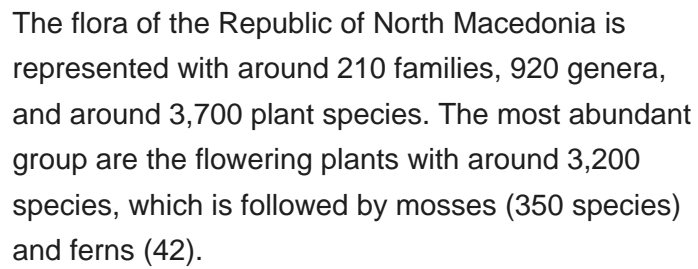 The flora of the Republic of North Macedonia is
represented with around 210 families, 920 genera,
and around 3,700 plant species. The most abundant
group are the flowering plants with around 3,200
species, which is followed by mosses (350 species)
and ferns (42).